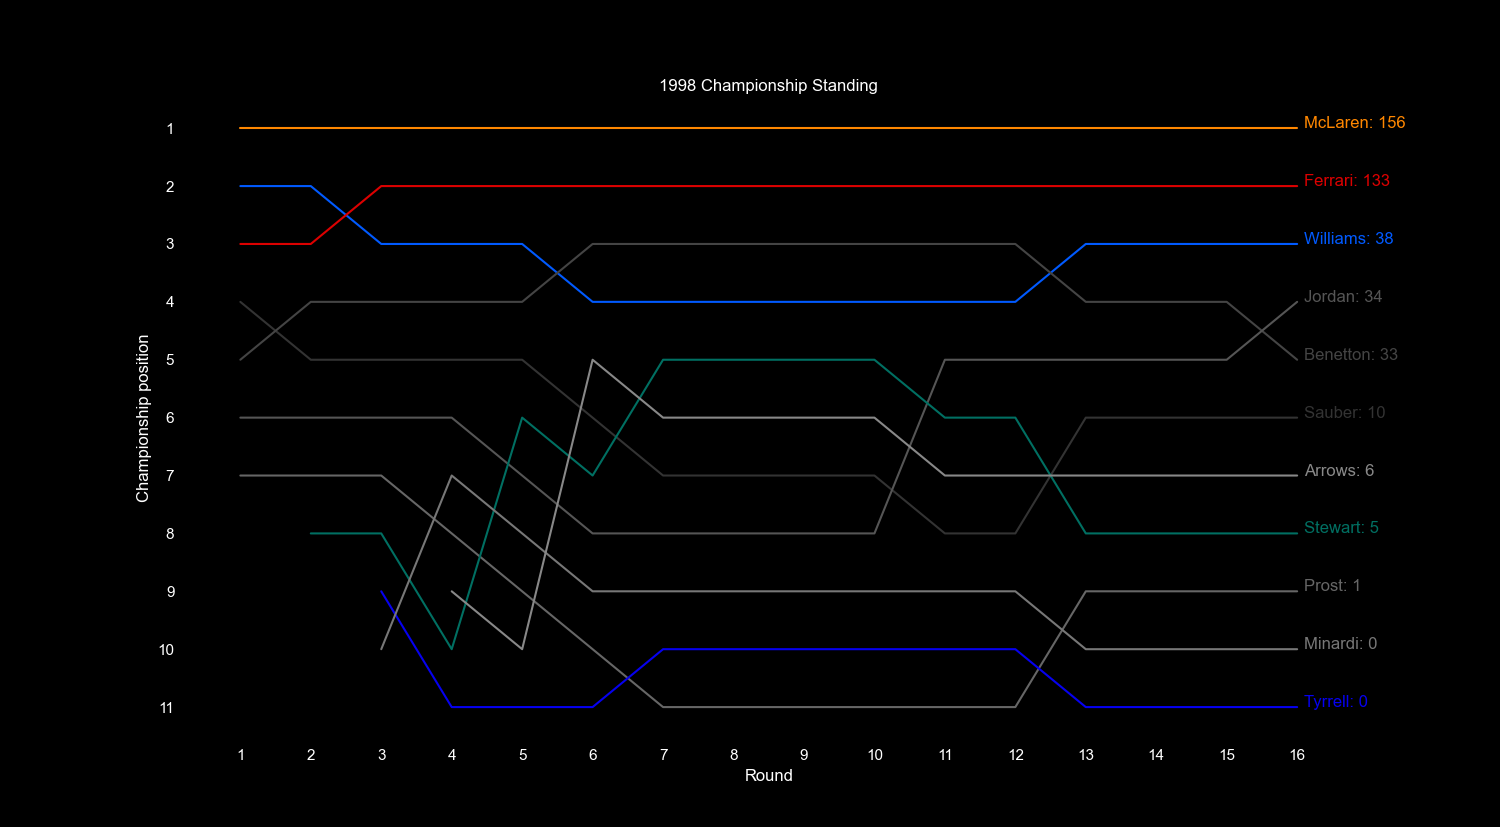 1998 Championship Standing
1
2
3
4
5
6
7
8
9
10
11
Championship position
McLaren: 156
Ferrari: 133
Williams: 38
Jordan: 34
Benetton: 33
Sauber: 10
Arrows: 6
Stewart: 5
Prost: 1
Minardi: 0
Tyrrell: 0
1 2 3 4 5 6 7 8 9 10 11 12 13 14 15 16
Round